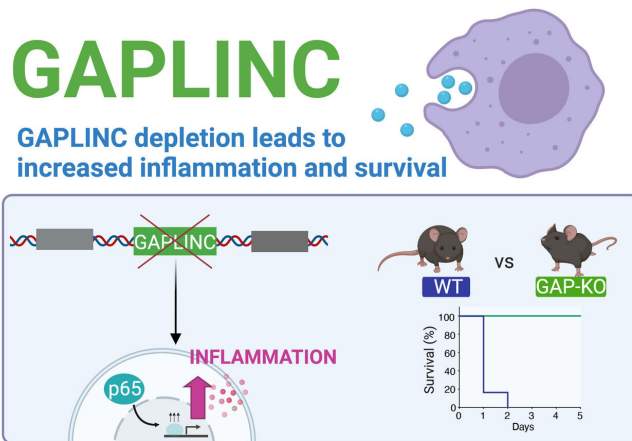 GAPLINC
GAPLINC depletion leads to
increased inflammation and survival
GAPLINC
INFLAMMATION
p65
vs
WT
GAP-KO
Survival (%)
100
80
60
40
20
0
0 1 2 3 4 5
Days